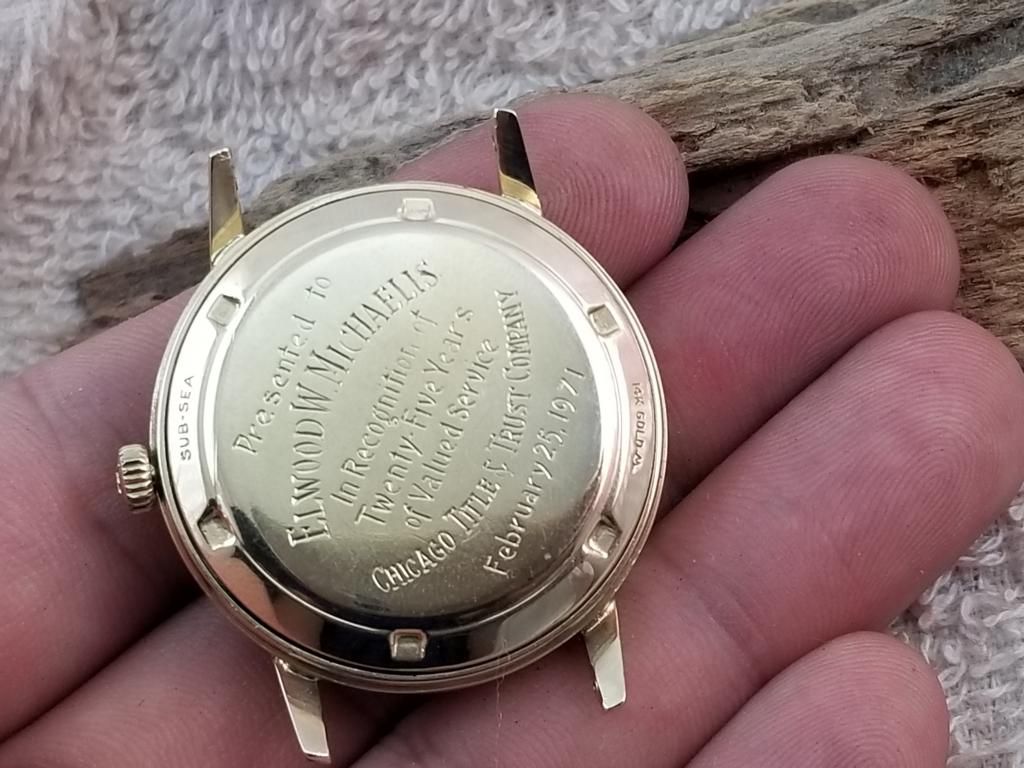 Presented to
ELWOOD W. MICHAELIS
In Recognition of
Twenty Five Years
of Valued Service
CHICAGO TITLE & TRUST COMPANY
February 25, 1971
SUB-SEA
14K GOLD